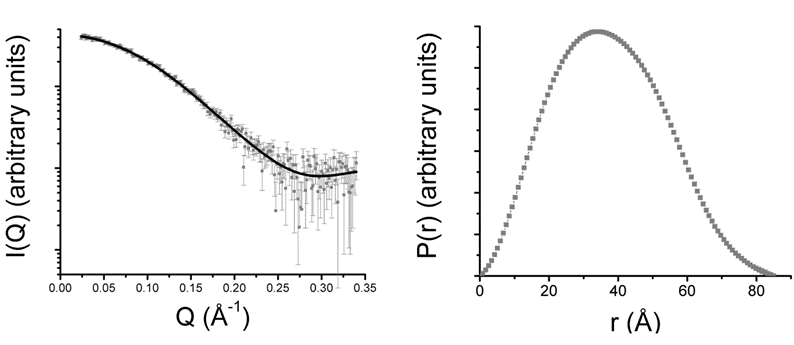 I(Q) (arbitrary units)
0.00 0.05 0.10 0.15 0.20 0.25 0.30 0.35
Q (Å-1)
P(r) (arbitrary units)
0 20 40 60 80
r (Å)